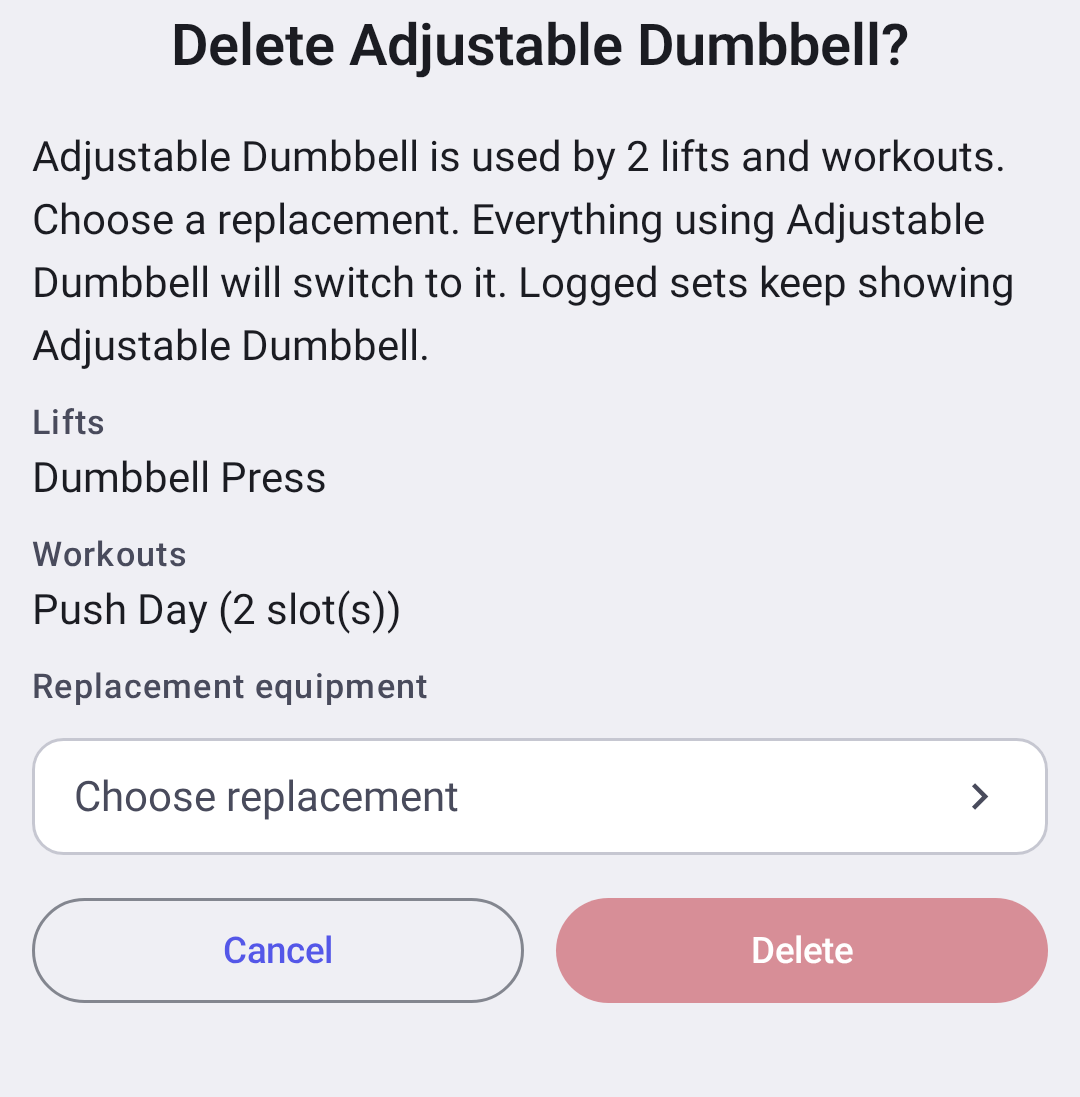 Delete Adjustable Dumbbell?
Adjustable Dumbbell is used by 2 lifts and workouts.
Choose a replacement. Everything using Adjustable
Dumbbell will switch to it. Logged sets keep showing
Adjustable Dumbbell.
Lifts
Dumbbell Press
Workouts
Push Day (2 slot(s))
Replacement equipment
Choose replacement
Cancel
Delete